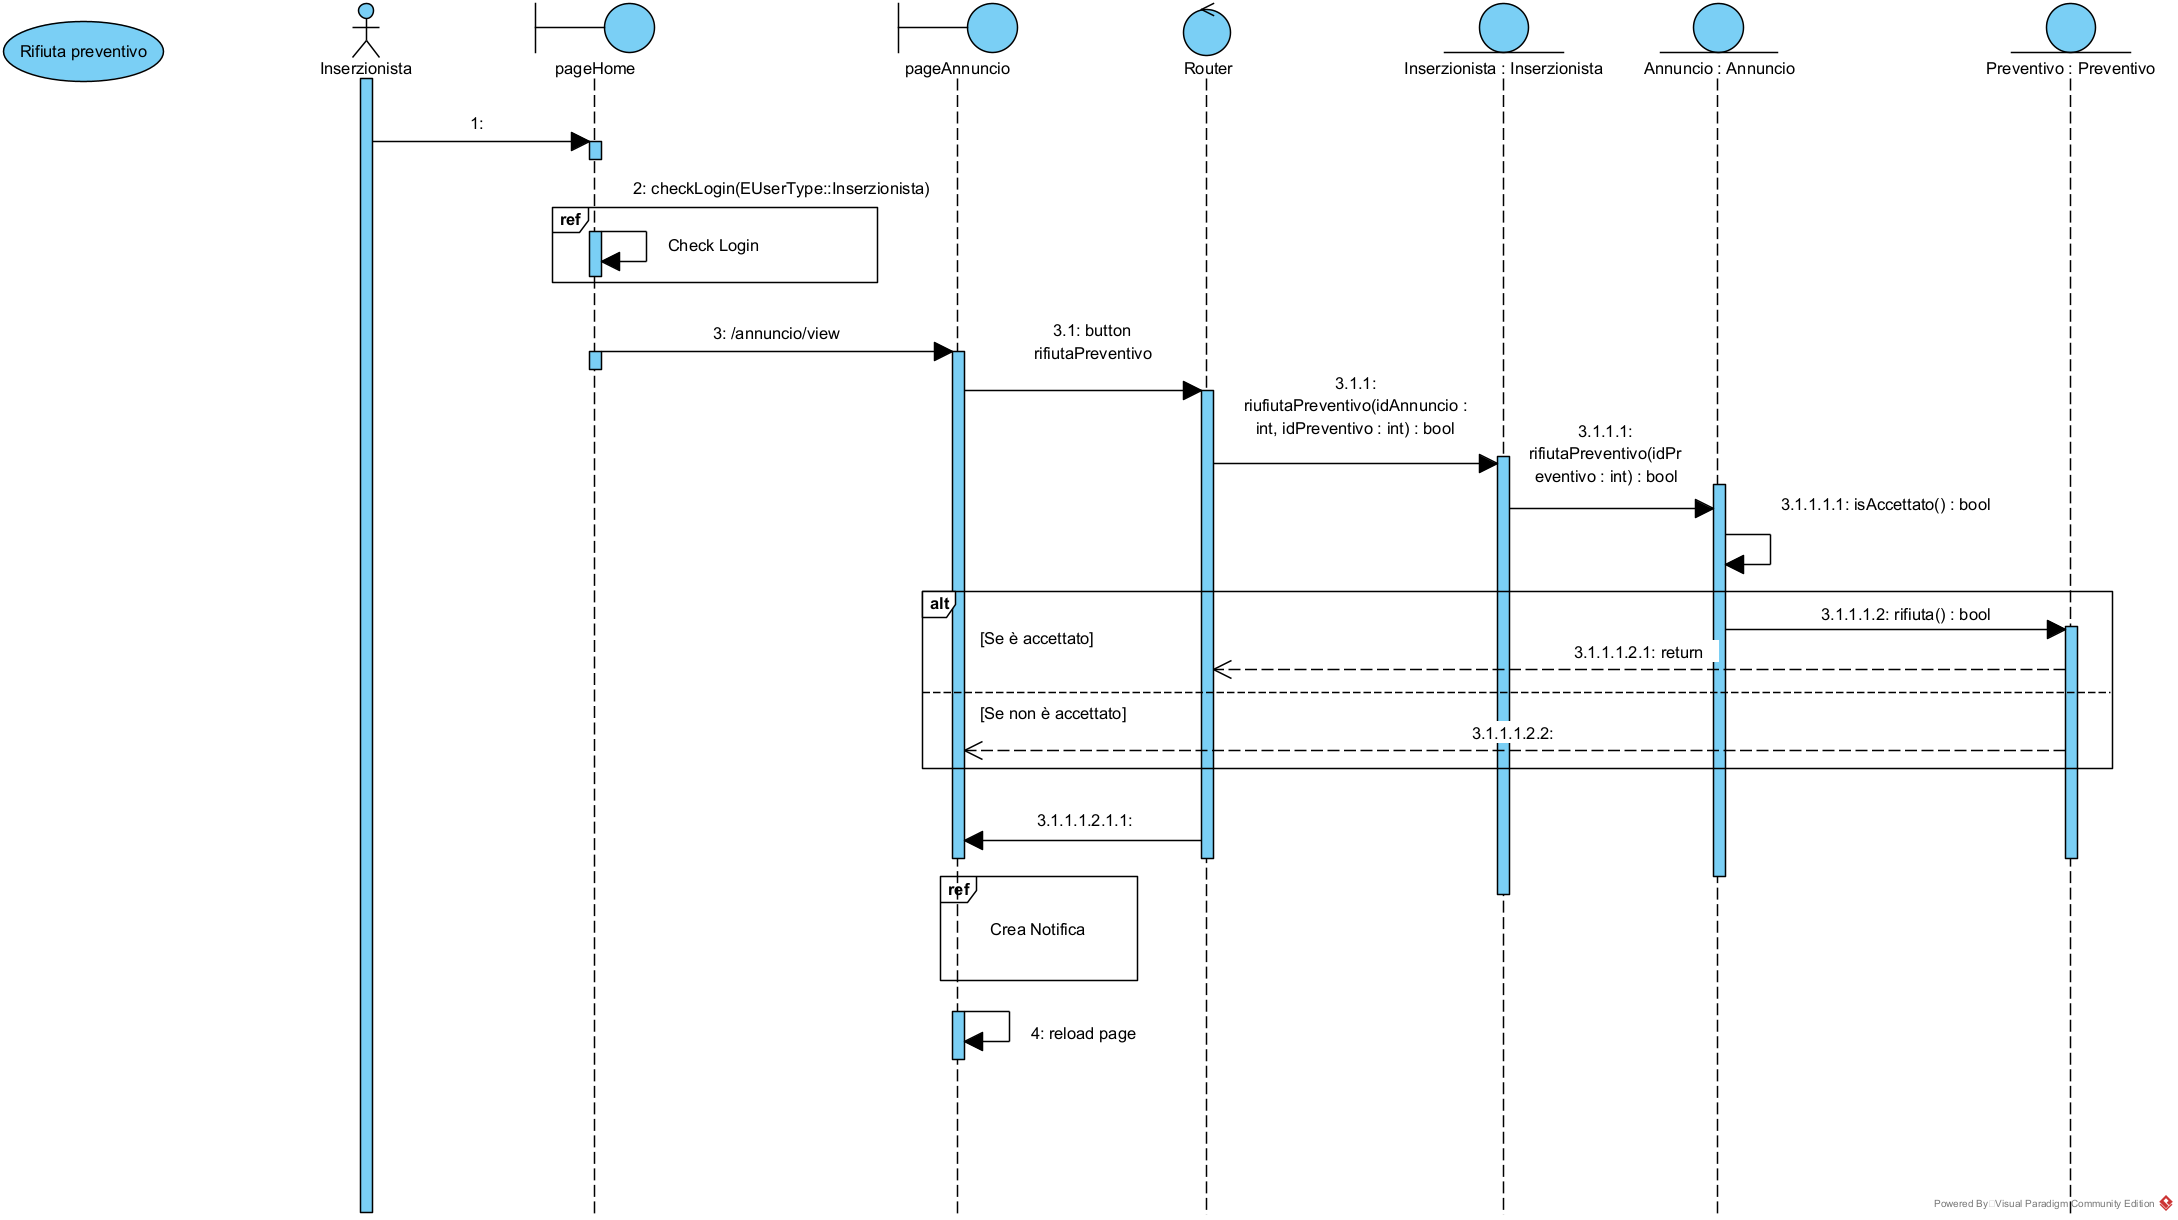 Rifiuta preventivo
Inserzionista
pageHome
pageAnnuncio
Router
Inserzionista : Inserzionista
Annuncio : Annuncio
Preventivo : Preventivo
1:
2: checkLogin(EUserType::Inserzionista)
ref
Check Login
3: /annuncio/view
3.1: button
rifiutaPreventivo
3.1.1:
riufiutaPreventivo(idAnnuncio :
int, idPreventivo : int) : bool
3.1.1.1:
rifiutaPreventivo(idPr
eventivo : int) : bool
3.1.1.1.1: isAccettato() : bool
alt
3.1.1.1.2: rifiuta() : bool
[Se è accettato]
3.1.1.1.2.1: return
[Se non è accettato]
3.1.1.1.2.2:
3.1.1.1.2.1.1:
ref
Crea Notifica
4: reload page
Powered By Visual Paradigm Community Edition